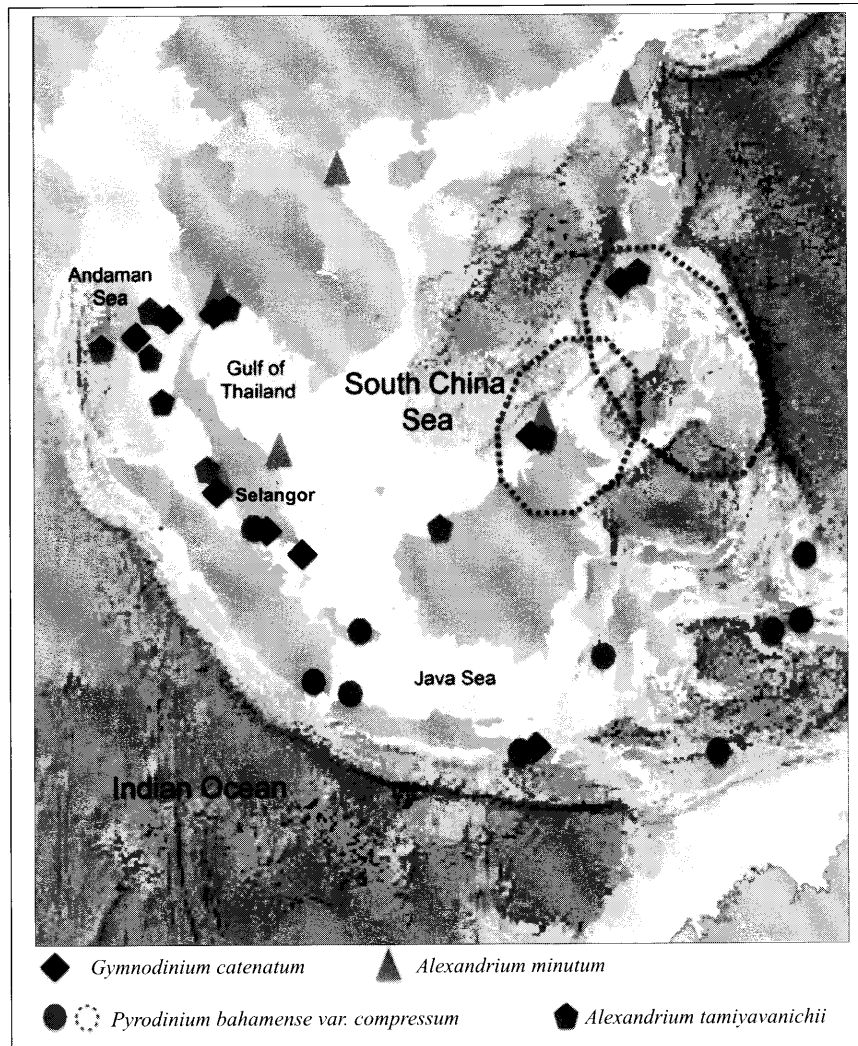 Andaman
Sea
Gulf of
Thailand
South China
Sea
Selangor
Java Sea
Indian Ocean
Gymnodinium catenatum
Alexandrium minutum
Pyrodinium bahamense var. compressum
Alexandrium tamiyavanichii